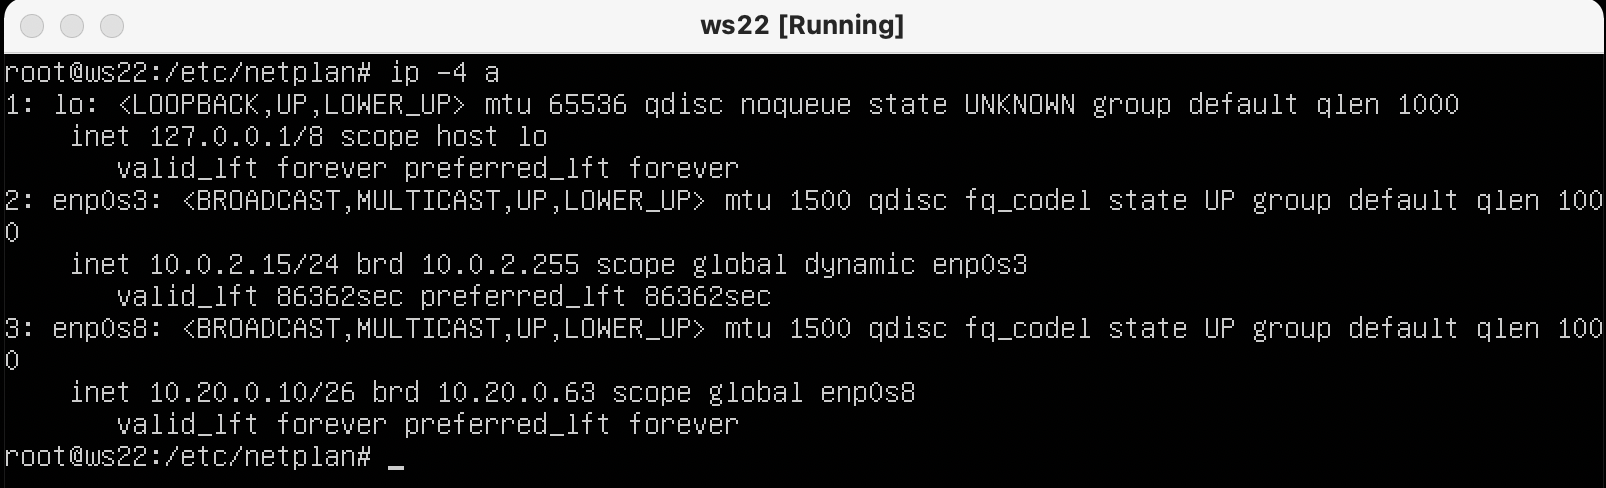 ws22 [Running]
root@ws22:/etc/netplan# ip -4 a
1: lo: <LOOPBACK,UP,LOWER_UP> mtu 65536 qdisc noqueue state UNKNOWN group default qlen 1000
    inet 127.0.0.1/8 scope host lo
       valid_lft forever preferred_lft forever
2: enp0s3: <BROADCAST,MULTICAST,UP,LOWER_UP> mtu 1500 qdisc fq_codel state UP group default qlen 100
0
    inet 10.0.2.15/24 brd 10.0.2.255 scope global dynamic enp0s3
       valid_lft 86362sec preferred_lft 86362sec
3: enp0s8: <BROADCAST,MULTICAST,UP,LOWER_UP> mtu 1500 qdisc fq_codel state UP group default qlen 100
0
    inet 10.20.0.10/26 brd 10.20.0.63 scope global enp0s8
       valid_lft forever preferred_lft forever
root@ws22:/etc/netplan# _